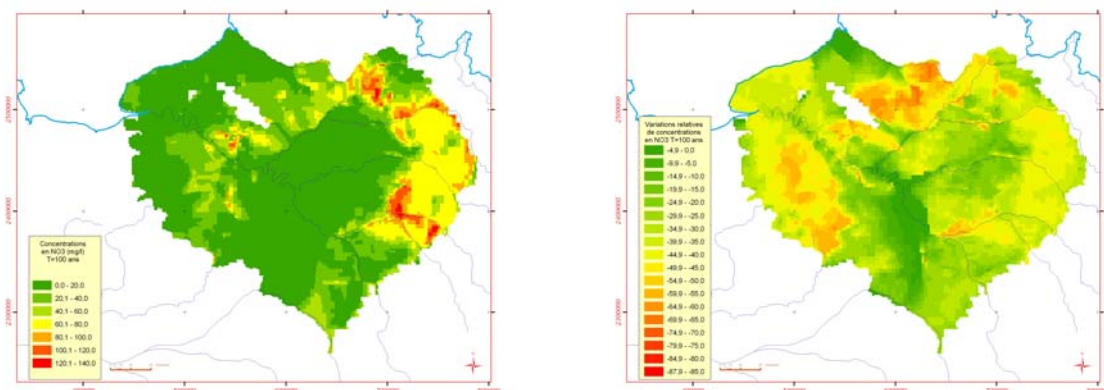 Concentrations
en NO3 (mg/l)
T=100 ans
0.0 - 20.0
20.1 - 40.0
40.1 - 60.0
60.1 - 80.0
80.1 - 100.0
100.1 - 120.0
120.1 - 140.0
2500000
2400000
2300000
Variations relatives
de concentrations
en NO3 T=100 ans
-4.9 - 0.0
-9.9 - -5.0
-14.9 - -10.0
-19.9 - -15.0
-24.9 - -20.0
-29.9 - -25.0
-34.9 - -30.0
-39.9 - -35.0
-44.9 - -40.0
-49.9 - -45.0
-54.9 - -50.0
-59.9 - -55.0
-64.9 - -60.0
-69.9 - -65.0
-74.9 - -70.0
-79.9 - -75.0
-84.9 - -80.0
-87.9 - -85.0
2500000
2400000
2300000